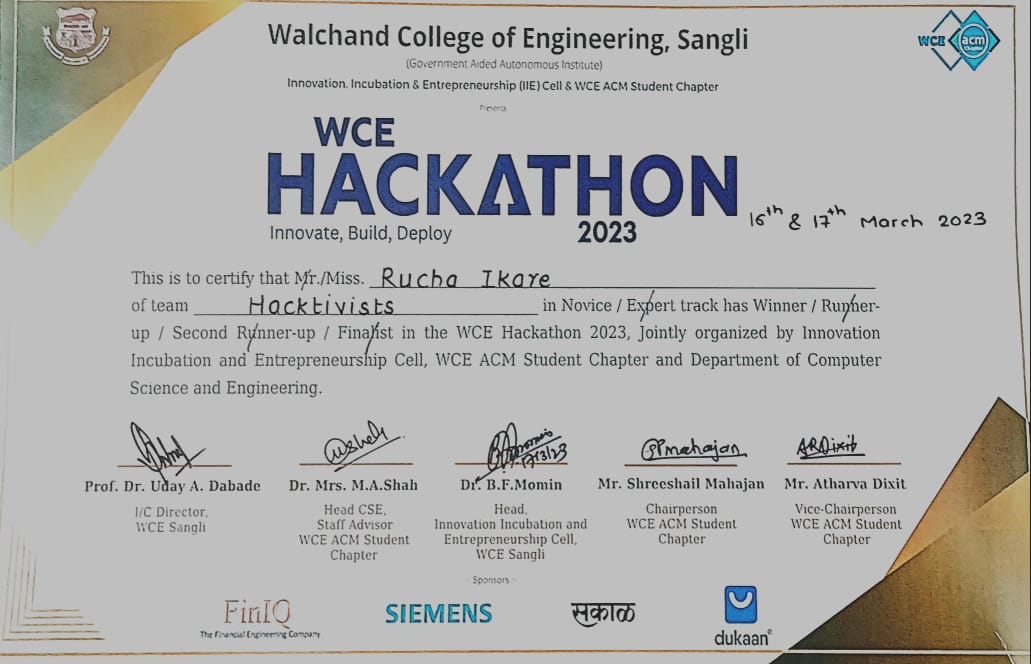 Walchand College of Engineering, Sangli
(Government Aided Autonomous Institute)
Innovation. Incubation & Entrepreneurship (IIE) Cell & WCE ACM Student Chapter
WCE acm Chapter
Presents
WCE
HACKATHON
Innovate, Build, Deploy 2023
16th & 17th March 2023
This is to certify that Mr./Miss. Rucha Ikare
of team Hacktivists in Novice / Expert track has Winner / Runner-
up / Second Runner-up / Finalist in the WCE Hackathon 2023, Jointly organized by Innovation
Incubation and Entrepreneurship Cell, WCE ACM Student Chapter and Department of Computer
Science and Engineering.
17/3/23
SPmahajan
ARDixit
Prof. Dr. Uday A. Dabade
I/C Director,
WCE Sangli
Dr. Mrs. M.A.Shah
Head CSE,
Staff Advisor
WCE ACM Student
Chapter
Dr. B.F.Momin
Head,
Innovation Incubation and
Entrepreneurship Cell,
WCE Sangli
Mr. Shreeshail Mahajan
Chairperson
WCE ACM Student
Chapter
Mr. Atharva Dixit
Vice-Chairperson
WCE ACM Student
Chapter
- Sponsors :-
FinIQ
The Financial Engineering Company
SIEMENS
सकाळ
dukaan®